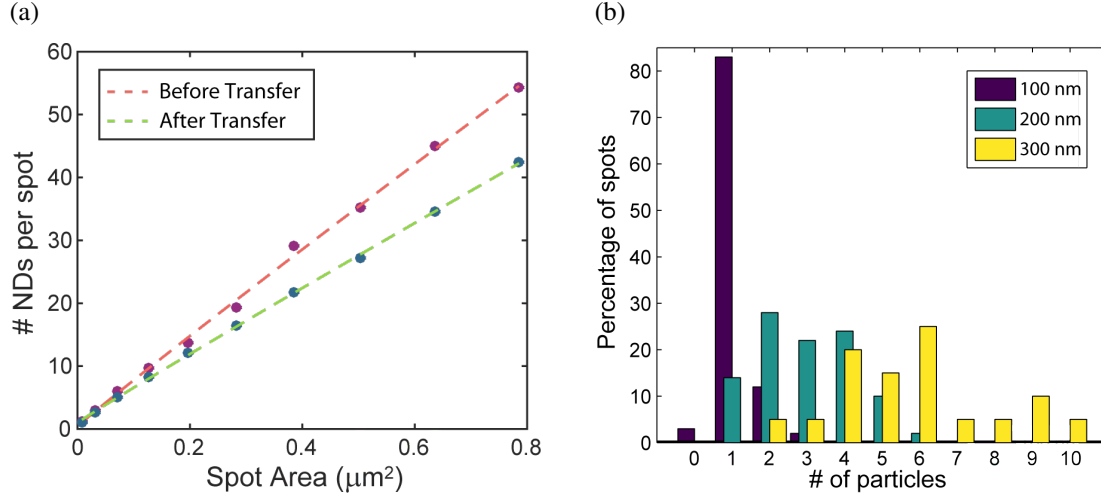 (a)
60
50
40
30
20
10
0
# NDs per spot
Before Transfer
After Transfer
0
0.2
0.4
0.6
0.8
Spot Area (μm²)
(b)
80
70
60
50
40
30
20
10
0
Percentage of spots
100 nm
200 nm
300 nm
0 1 2 3 4 5 6 7 8 9 10
# of particles